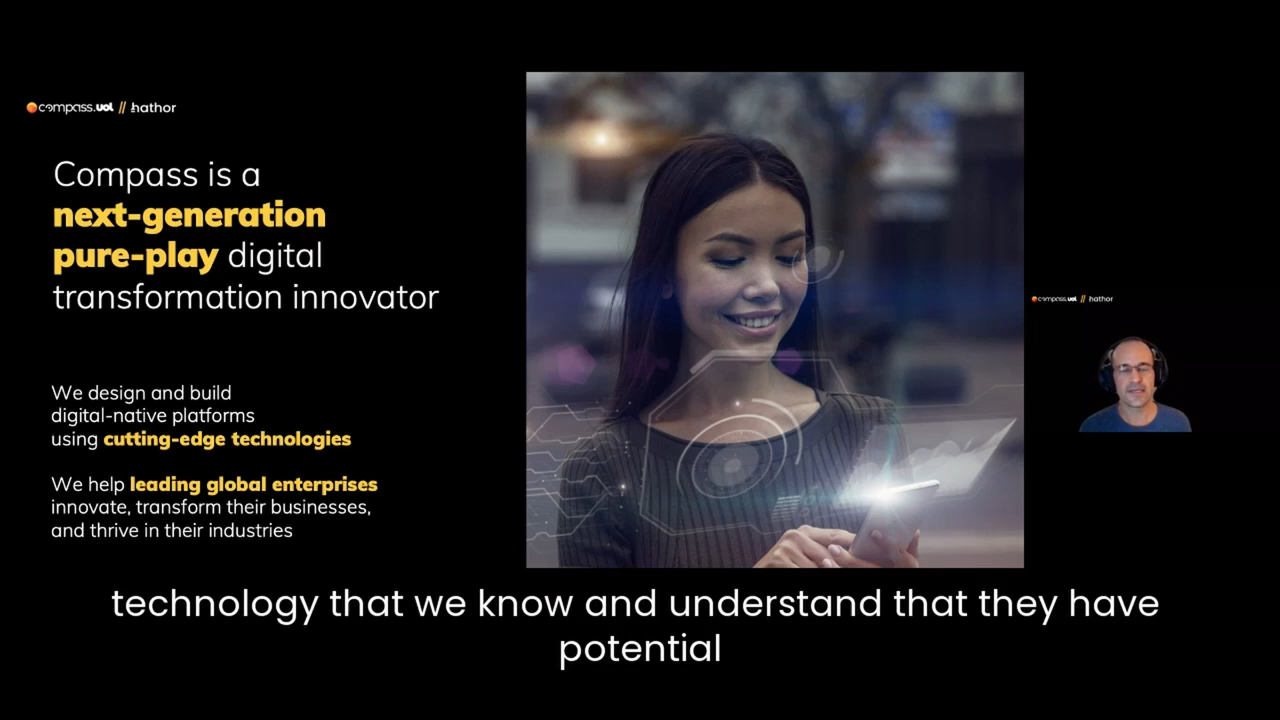 compass.uol // hathor
Compass is a
next-generation
pure-play digital
transformation innovator
We design and build
digital-native platforms
using cutting-edge technologies
We help leading global enterprises
innovate, transform their businesses,
and thrive in their industries
compass.uol // hathor
technology that we know and understand that they have
potential